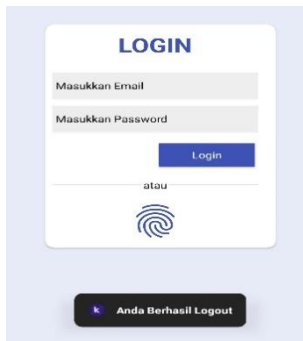 LOGIN
Masukkan Email
Masukkan Password
Login
atau
k Anda Berhasil Logout